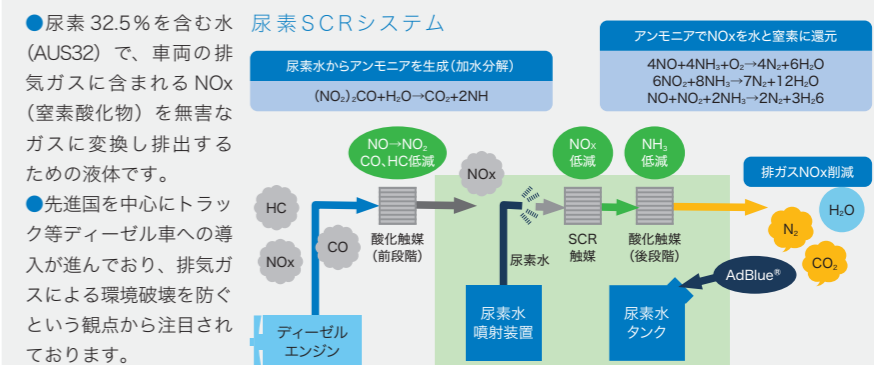 ●尿素 32.5％を含む水
（AUS32）で、車両の排
気ガスに含まれる NOx
（窒素酸化物）を無害な
ガスに変換し排出する
ための液体です。
●先進国を中心にトラッ
ク等ディーゼル車への導
入が進んでおり、排気ガ
スによる環境破壊を防ぐ
という観点から注目され
ております。
尿素SCRシステム
尿素水からアンモニアを生成（加水分解）
(NO₂)₂CO+H₂O→CO₂+2NH
アンモニアでNOxを水と窒素に還元
4NO+4NH₃+O₂→4N₂+6H₂O
6NO₂+8NH₃→7N₂+12H₂O
NO+NO₂+2NH₃→2N₂+3H₂6
NO→NO₂
CO、HC低減
NOx
NOx
低減
NH₃
低減
排ガスNOx削減
HC
NOx
CO
酸化触媒
（前段階）
尿素水
SCR
触媒
酸化触媒
（後段階）
H₂O
N₂
CO₂
AdBlue®
ディーゼル
エンジン
尿素水
噴射装置
尿素水
タンク